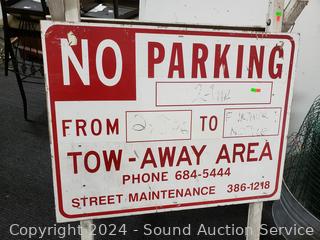 NO PARKING
FROM TO
TOW-AWAY AREA
PHONE 684-5444
STREET MAINTENANCE 386-1218
Copyright 2024 - Sound Auction Service